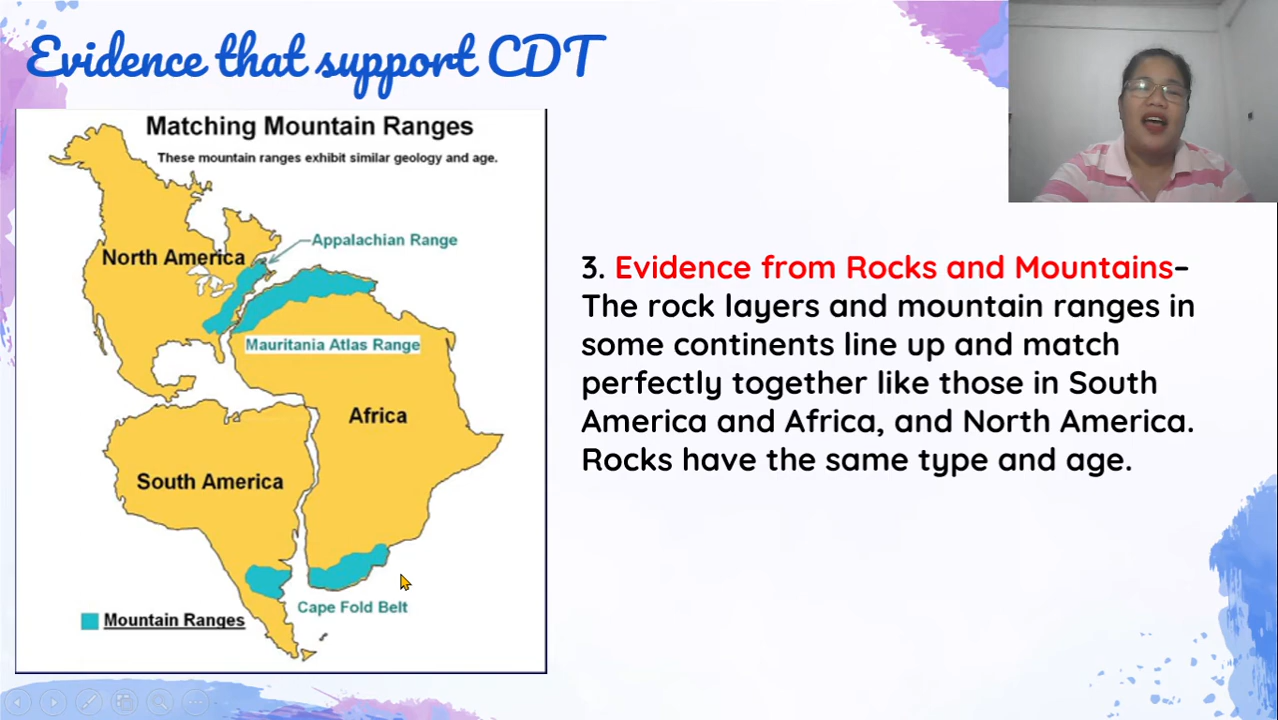 Evidence that support CDT
Matching Mountain Ranges
These mountain ranges exhibit similar geology and age.
Appalachian Range
North America
Mauritania Atlas Range
Africa
South America
Cape Fold Belt
Mountain Ranges
3. Evidence from Rocks and Mountains–
The rock layers and mountain ranges in
some continents line up and match
perfectly together like those in South
America and Africa, and North America.
Rocks have the same type and age.